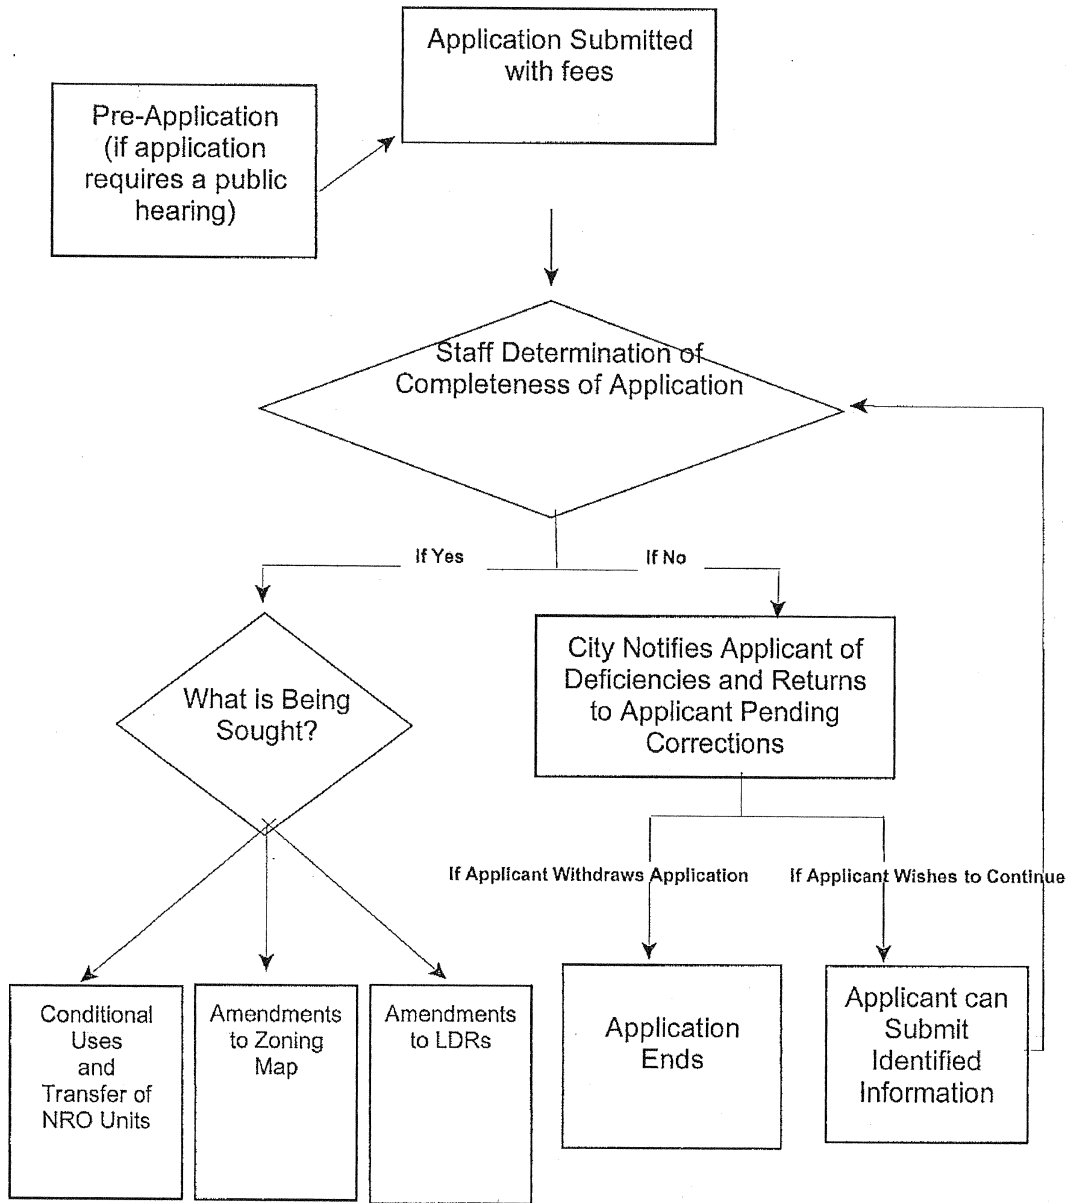 Application Submitted
with fees
Pre-Application
(if application
requires a public
hearing)
Staff Determination of
Completeness of Application
If Yes
If No
What is Being
Sought?
City Notifies Applicant of
Deficiencies and Returns
to Applicant Pending
Corrections
If Applicant Withdraws Application
If Applicant Wishes to Continue
Conditional
Uses
and
Transfer of
NRO Units
Amendments
to Zoning
Map
Amendments
to LDRs
Application
Ends
Applicant can
Submit
Identified
Information